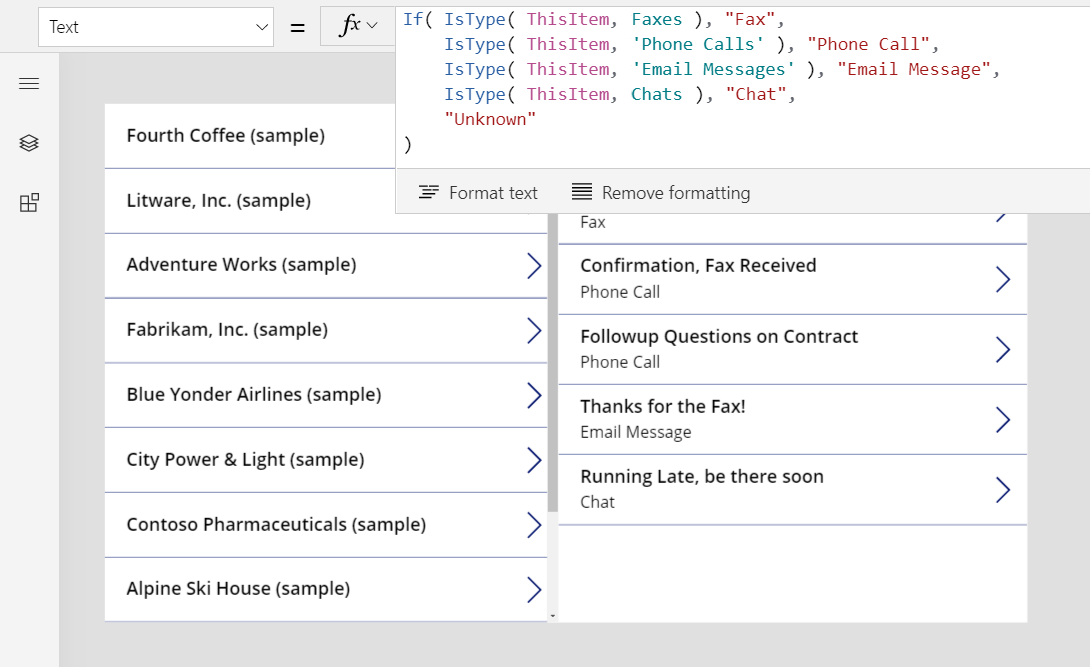 Text = fx If( IsType( ThisItem, Faxes ), "Fax",
IsType( ThisItem, 'Phone Calls' ), "Phone Call",
IsType( ThisItem, 'Email Messages' ), "Email Message",
IsType( ThisItem, Chats ), "Chat",
"Unknown"
)
Format text Remove formatting
Fourth Coffee (sample)
Litware, Inc. (sample)
Adventure Works (sample)
Fabrikam, Inc. (sample)
Blue Yonder Airlines (sample)
City Power & Light (sample)
Contoso Pharmaceuticals (sample)
Alpine Ski House (sample)
Fax
Confirmation, Fax Received
Phone Call
Followup Questions on Contract
Phone Call
Thanks for the Fax!
Email Message
Running Late, be there soon
Chat